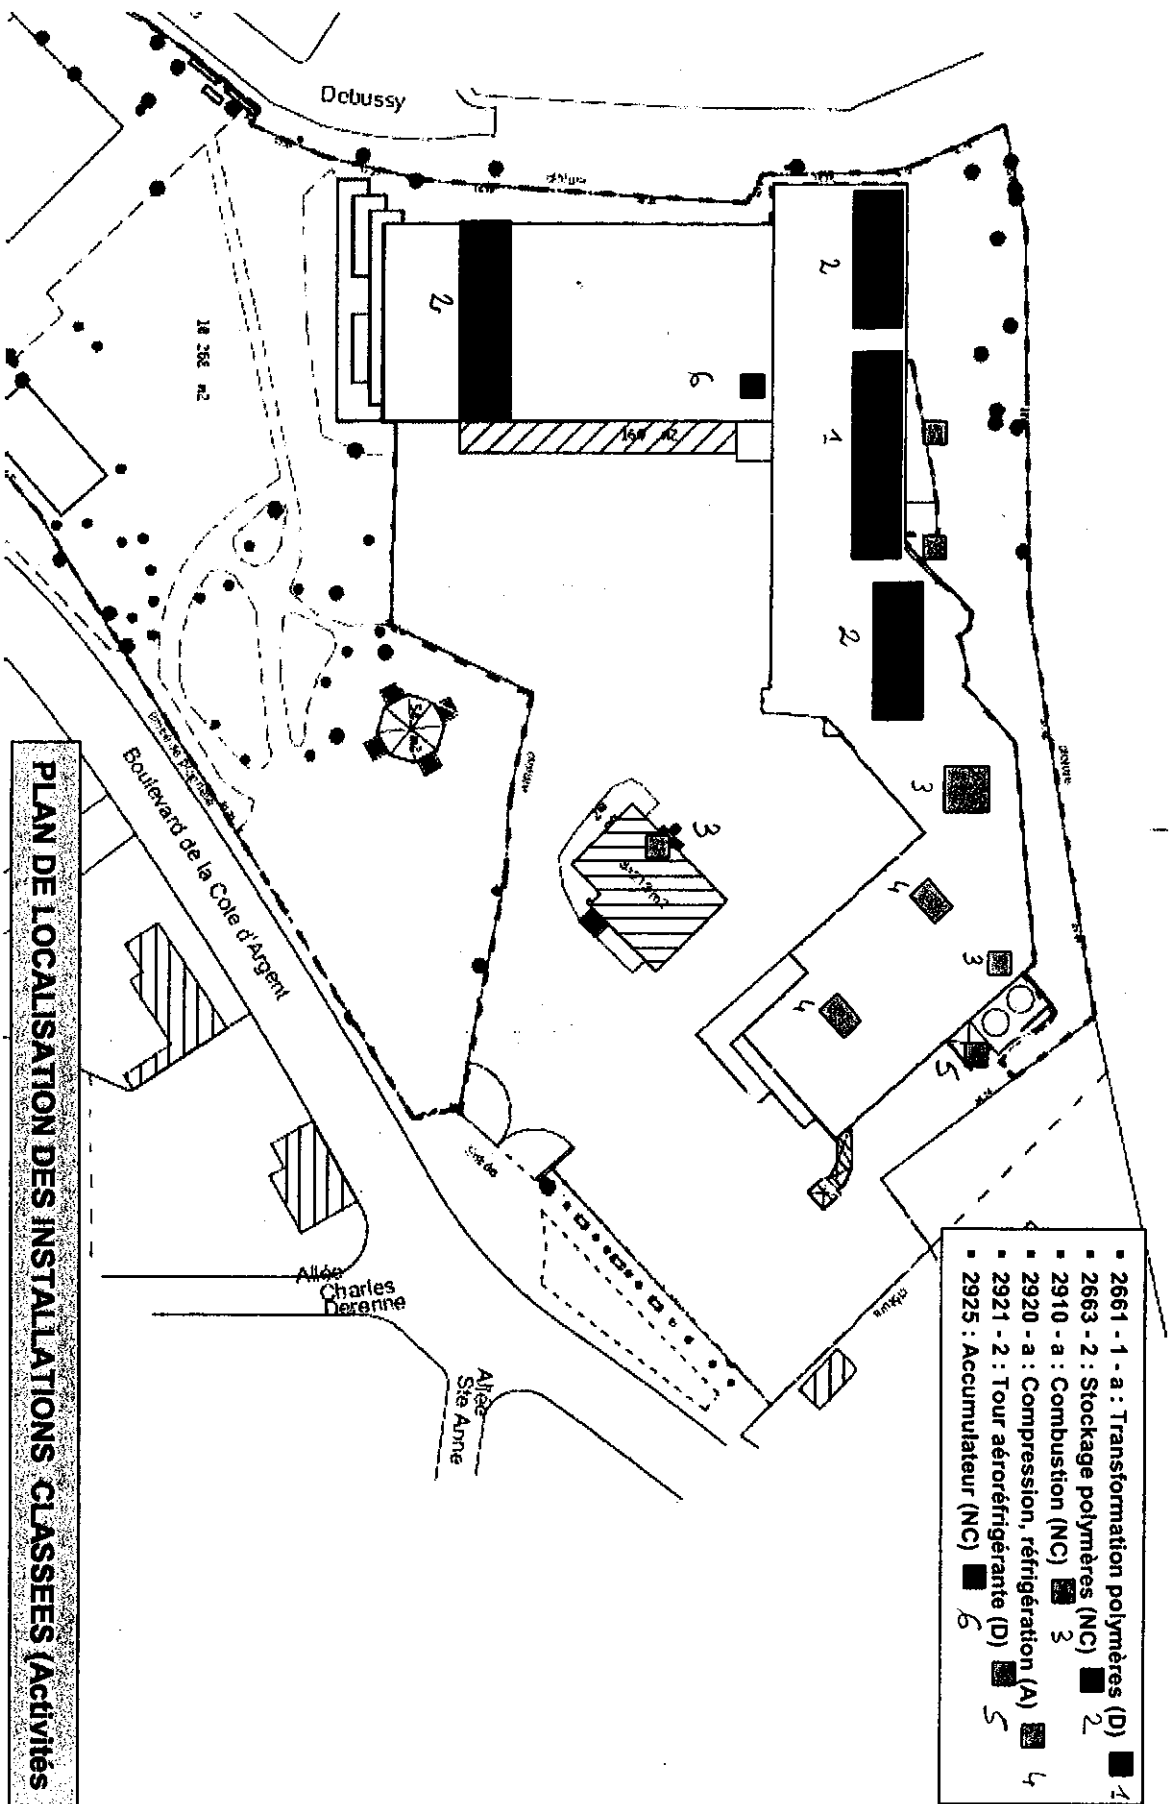 PLAN DE LOCALISATION DES INSTALLATIONS CLASSEES (Activités
▪ 2661 - 1 - a : Transformation polymères (D) 1
▪ 2663 - 2 : Stockage polymères (NC) 2
▪ 2910 - a : Combustion (NC) 3
▪ 2920 - a : Compression, réfrigération (A) 4
▪ 2921 - 2 : Tour aéroréfrigérante (D) 5
▪ 2925 : Accumulateur (NC) 6
Debussy
2
1
2
2
6
3
3
4
3
4
5
10 268 m2
160 m2
cloture
Boulevard de la Cote d'Argent
Allée
Charles
Derenne
Allée
Ste Anne